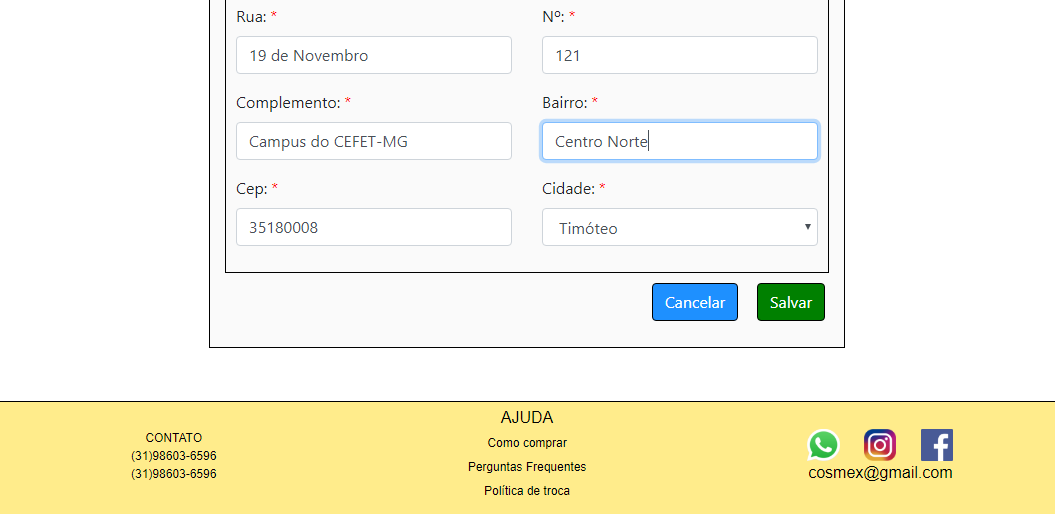 Rua: * Nº: *
19 de Novembro 121
Complemento: * Bairro: *
Campus do CEFET-MG Centro Norte
Cep: * Cidade: *
35180008 Timóteo
Cancelar Salvar
CONTATO
(31)98603-6596
(31)98603-6596
AJUDA
Como comprar
Perguntas Frequentes
Política de troca
cosmex@gmail.com